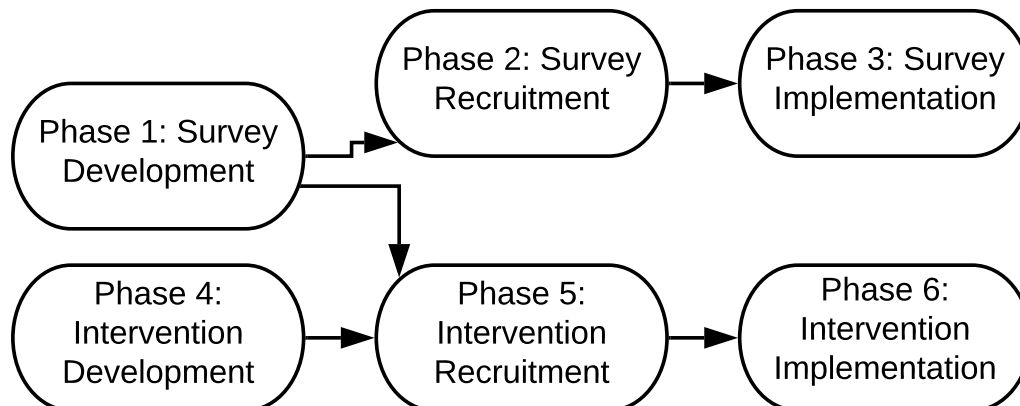 Phase 1: Survey
Development
Phase 2: Survey
Recruitment
Phase 3: Survey
Implementation
Phase 4:
Intervention
Development
Phase 5:
Intervention
Recruitment
Phase 6:
Intervention
Implementation